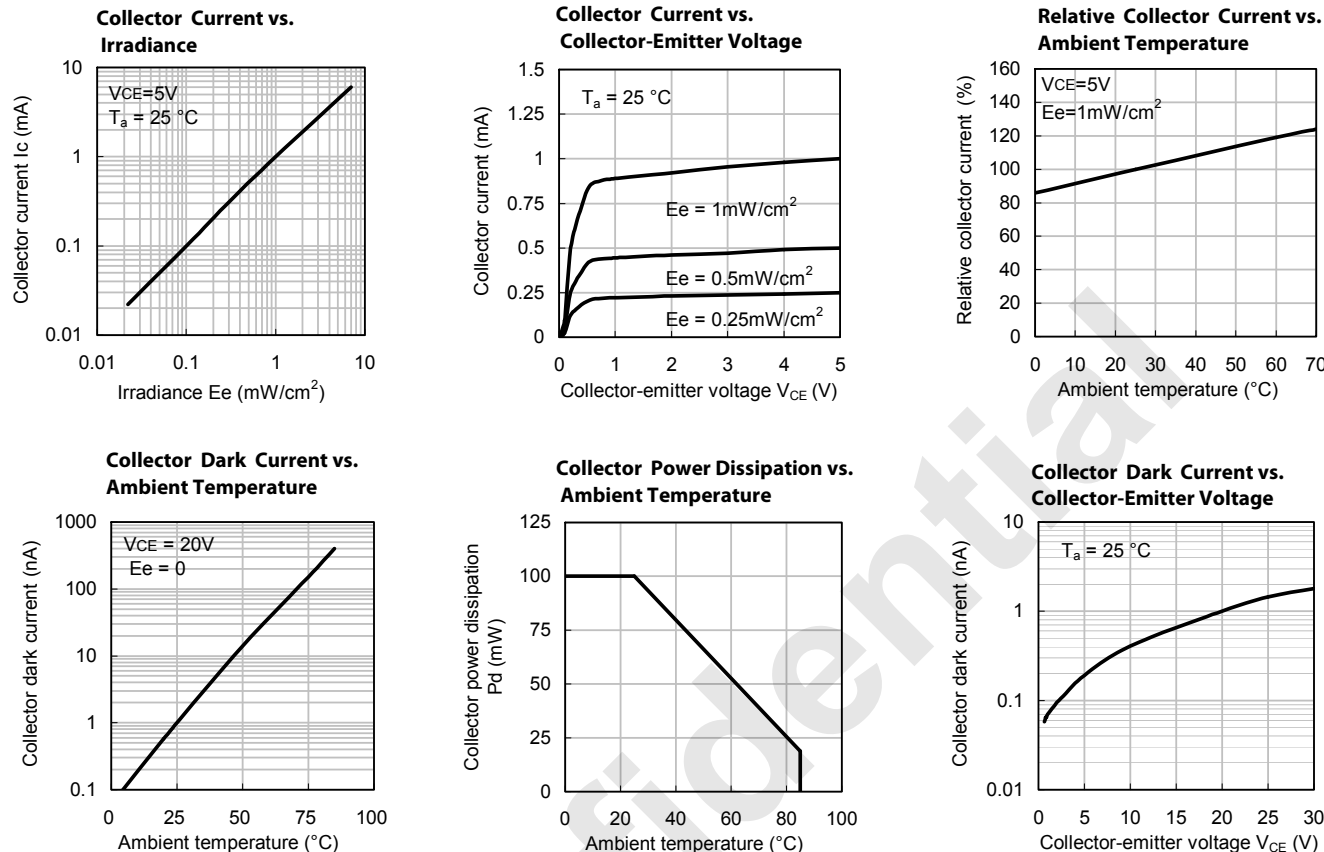 Collector Current vs.
Irradiance
10
1
0.1
0.01
VCE=5V
Ta = 25 °C
0.01 0.1 1 10
Collector current Ic (mA)
Irradiance Ee (mW/cm²)
Collector Current vs.
Collector-Emitter Voltage
1.5
1
0.75
0.5
0.25
0
Ta = 25 °C
Ee = 1mW/cm²
Ee = 0.5mW/cm²
Ee = 0.25mW/cm²
0 1 2 3 4 5
Collector current (mA)
Collector-emitter voltage VCE (V)
Relative Collector Current vs.
Ambient Temperature
160
140
120
100
80
60
40
20
0
VCE=5V
Ee=1mW/cm²
0 10 20 30 40 50 60 70
Relative collector current (%)
Ambient temperature (°C)
Collector Dark Current vs.
Ambient Temperature
1000
100
10
1
0.1
VCE = 20V
Ee = 0
0 25 50 75 100
Collector dark current (nA)
Ambient temperature (°C)
Collector Power Dissipation vs.
Ambient Temperature
125
100
75
50
25
0
0 20 40 60 80 100
Collector power dissipation
Pd (mW)
Ambient temperature (°C)
Collector Dark Current vs.
Collector-Emitter Voltage
10
1
0.1
0.01
Ta = 25 °C
0 5 10 15 20 25 30
Collector dark current (nA)
Collector-emitter voltage VCE (V)
fidential